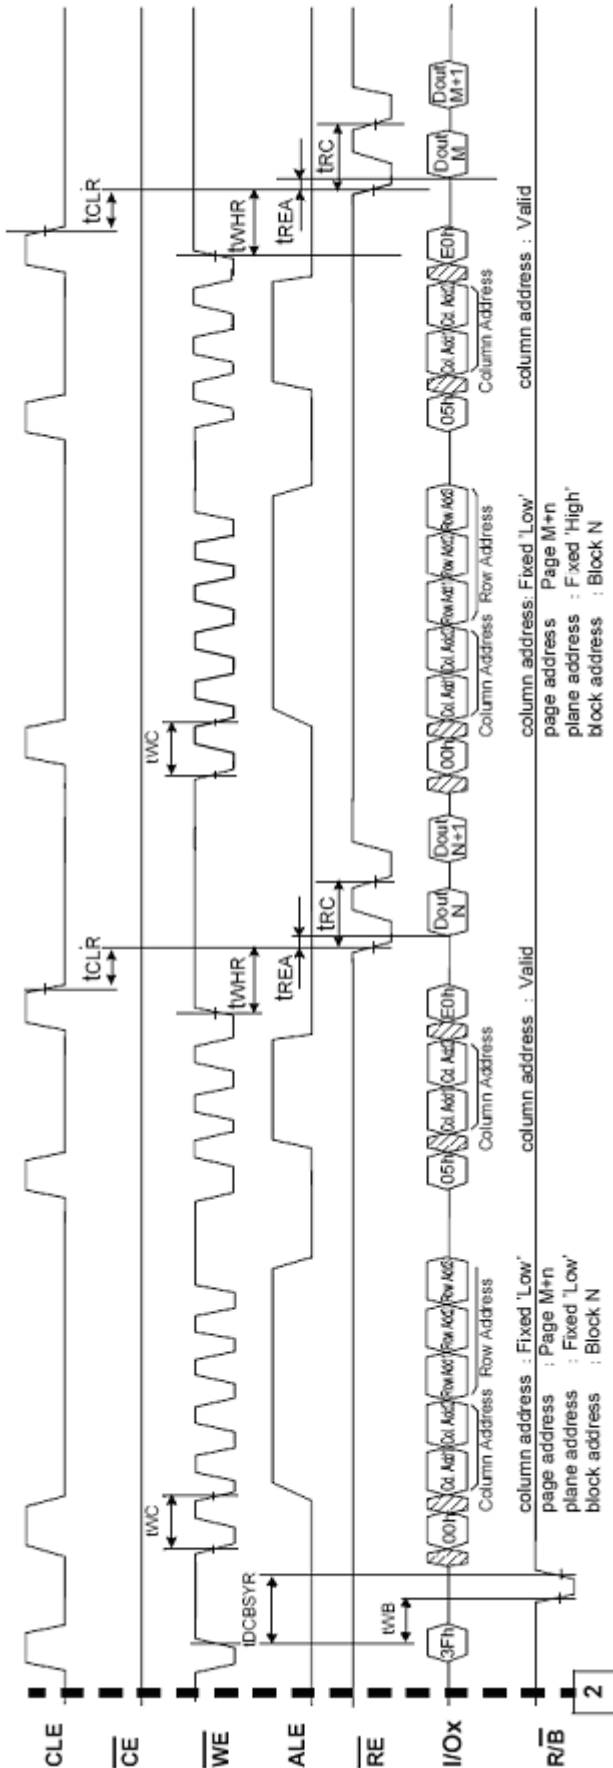 CLE
CE
WE
ALE
RE
I/Ox
R/B
2
tCLR
tCLR
tWC
tWC
tWHR
tWHR
tDCBSYR
tREA
tREA
tWB
tRC
tRC
3Fh
00h
Col. Add1
Col. Add2
Row Add1
Row Add2
Row Add3
05h
Col. Add1
Col. Add2
E0h
Dout N
Dout N+1
00h
Col. Add1
Col. Add2
Row Add1
Row Add2
Row Add3
05h
Col. Add1
Col. Add2
E0h
Dout M
Dout M+1
Column Address Row Address
Column Address
Column Address Row Address
Column Address
column address : Fixed 'Low'
page address : Page M+n
plane address : Fixed 'Low'
block address : Block N
column address : Valid
column address: Fixed 'Low'
page address Page M+n
plane address : Fixed 'High'
block address : Block N
column address : Valid